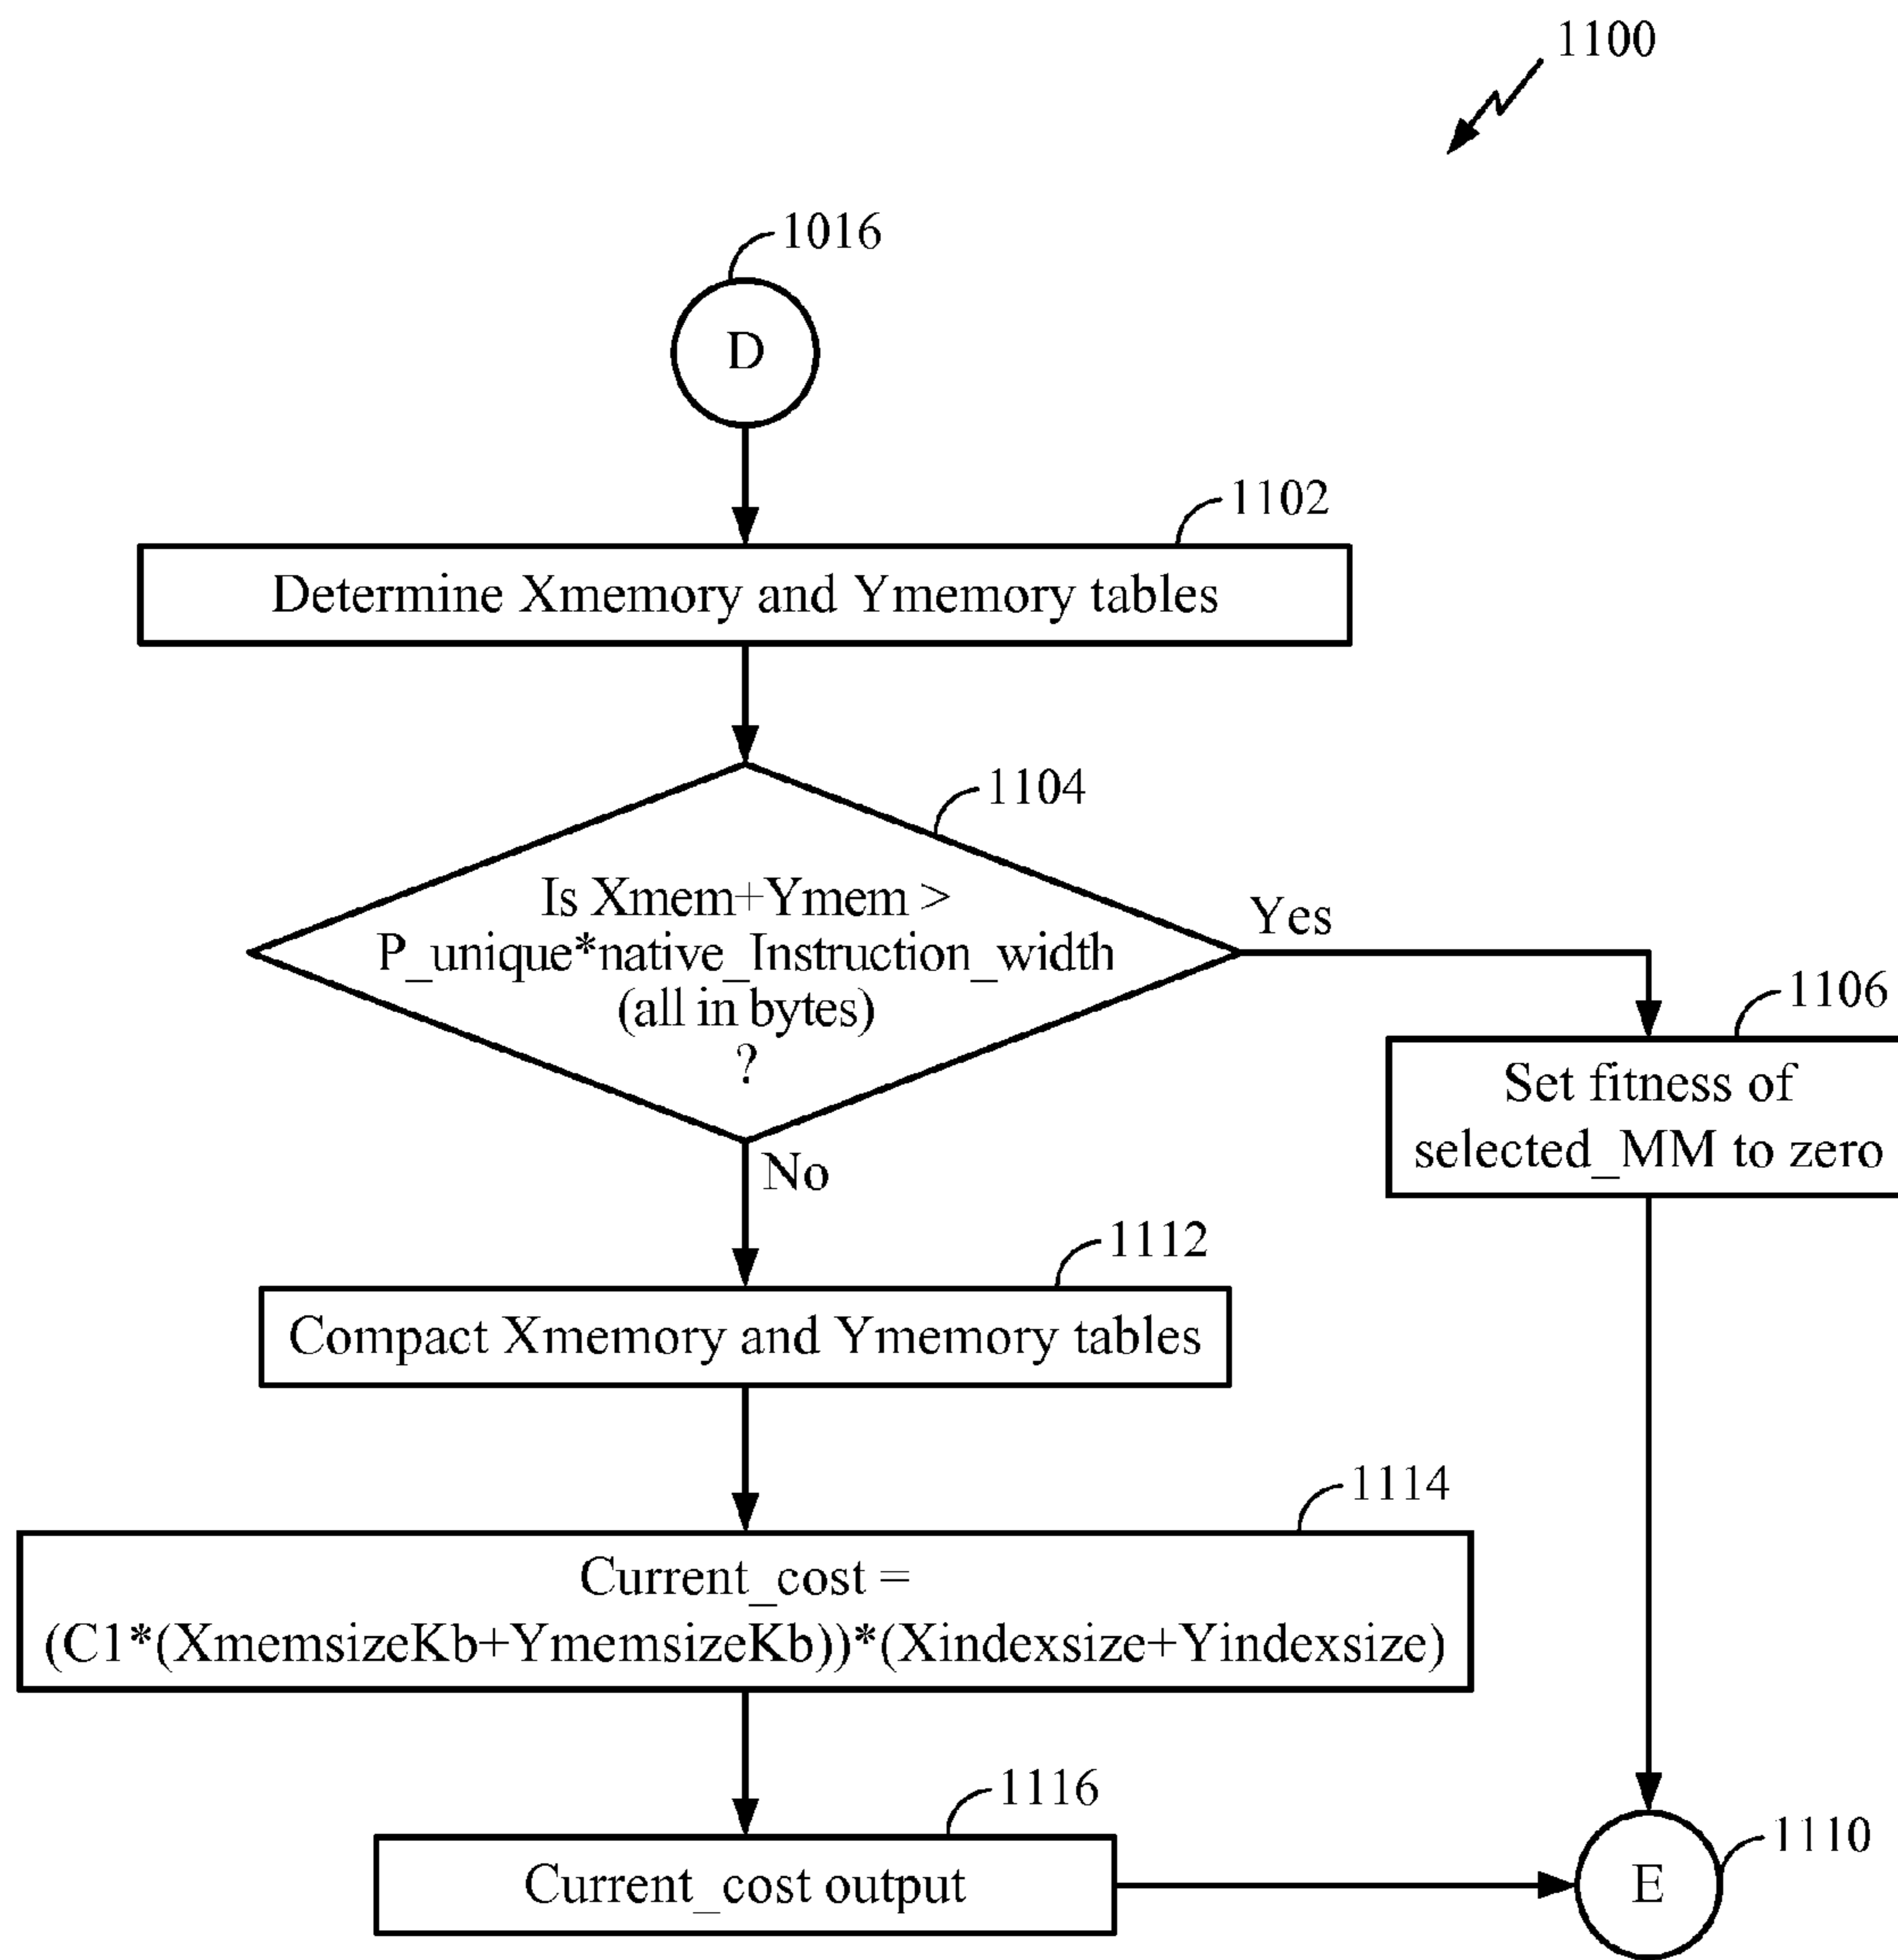 1100
1016
D
1102
Determine Xmemory and Ymemory tables
1104
Is Xmem+Ymem >
P_unique*native_Instruction_width
(all in bytes)
?
Yes
1106
Set fitness of
selected_MM to zero
No
1112
Compact Xmemory and Ymemory tables
1114
Current_cost =
(C1*(XmemsizeKb+YmemsizeKb))*(Xindexsize+Yindexsize)
1116
Current_cost output
1110
E